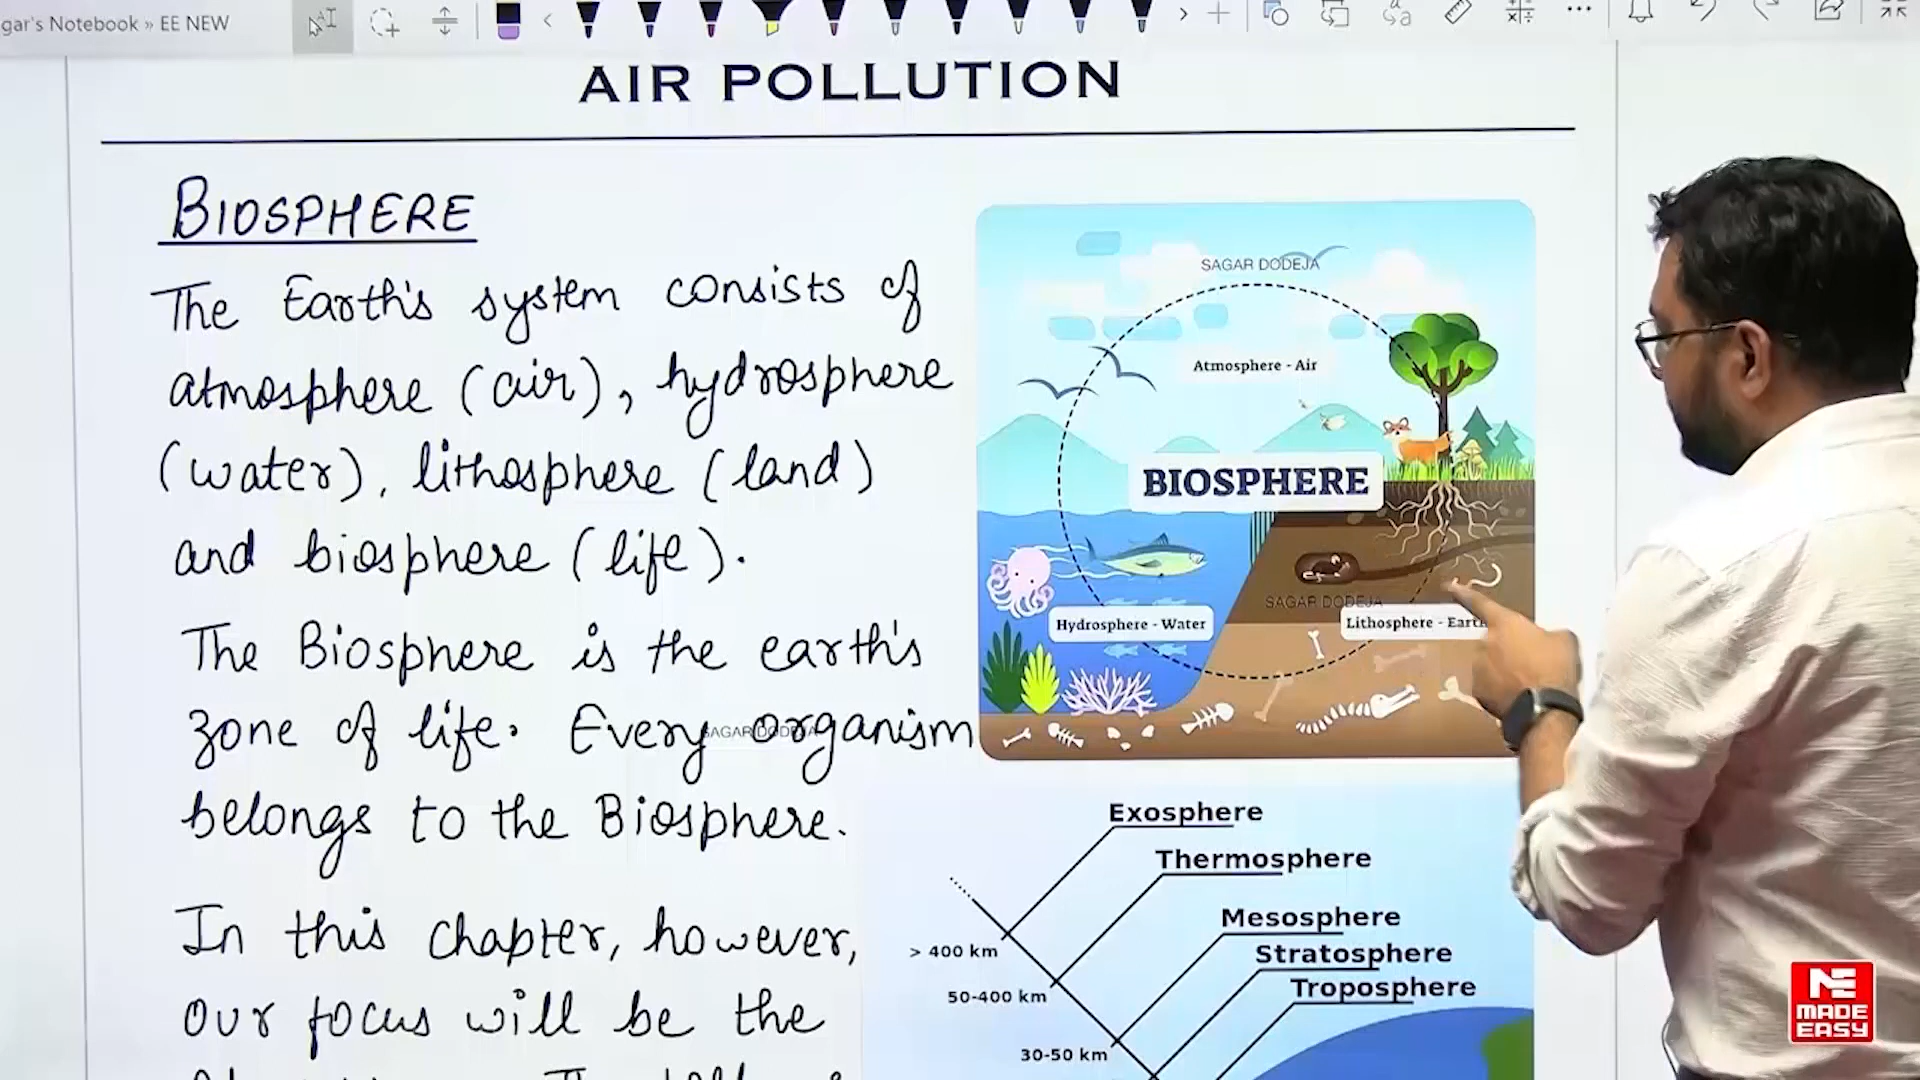 gar's Notebook » EE NEW
AIR POLLUTION
BIOSPHERE
The Earth's system consists of
atmosphere (air), hydrosphere
(water), lithosphere (land)
and biosphere (life).
The Biosphere is the earth's
zone of life. Every organism
SAGAR DODEJA
belongs to the Biosphere.
In this chapter, however,
our focus will be the
SAGAR DODEJA
Atmosphere - Air
BIOSPHERE
SAGAR DODEJA
Hydrosphere - Water
Lithosphere - Earth
Exosphere
Thermosphere
Mesosphere
Stratosphere
Troposphere
> 400 km
50-400 km
30-50 km
ME
MADE
EASY